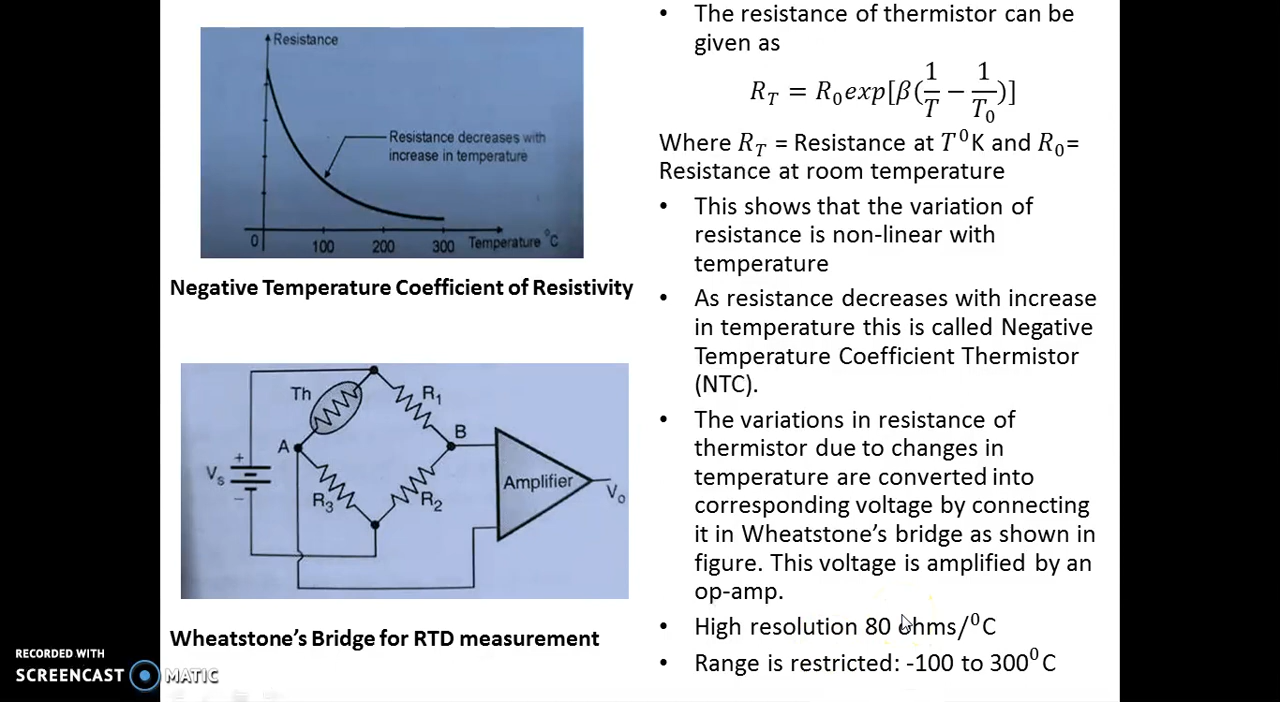 Resistance
Resistance decreases with
increase in temperature
0 100 200 300 Temperature °C
Negative Temperature Coefficient of Resistivity
Th
R₁
A
B
+
Vₛ
−
R₃
R₂
Amplifier
Vₒ
Wheatstone's Bridge for RTD measurement
• The resistance of thermistor can be
given as
R_T = R₀exp[β(1/T − 1/T₀)]
Where R_T = Resistance at T⁰K and R₀=
Resistance at room temperature
• This shows that the variation of
resistance is non-linear with
temperature
• As resistance decreases with increase
in temperature this is called Negative
Temperature Coefficient Thermistor
(NTC).
• The variations in resistance of
thermistor due to changes in
temperature are converted into
corresponding voltage by connecting
it in Wheatstone's bridge as shown in
figure. This voltage is amplified by an
op-amp.
• High resolution 80 ohms/⁰C
• Range is restricted: -100 to 300⁰C
RECORDED WITH
SCREENCAST MATIC